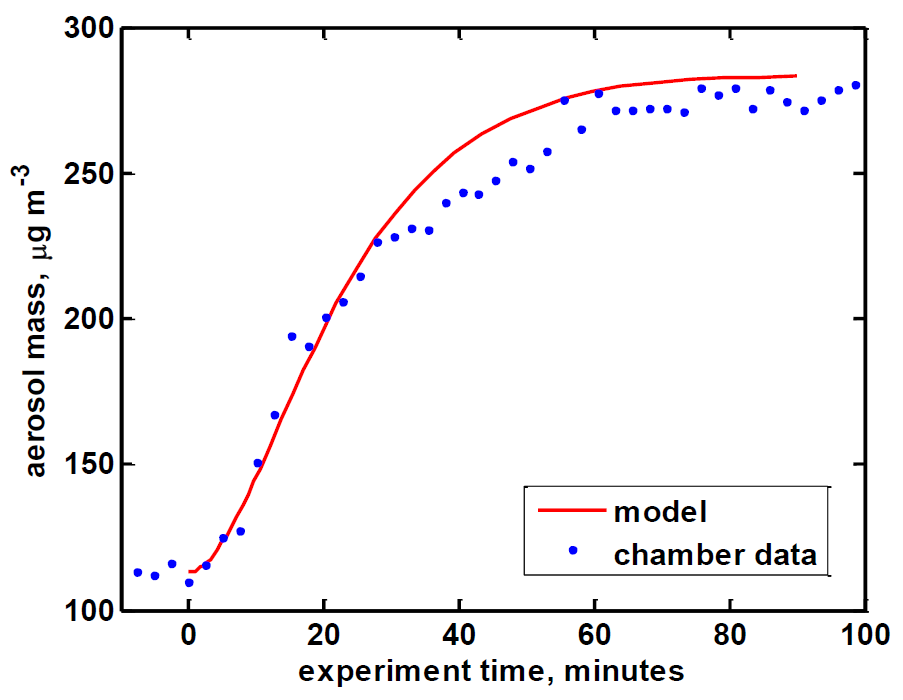 300
250
200
150
100
aerosol mass, μg m-3
model
chamber data
0 20 40 60 80 100
experiment time, minutes